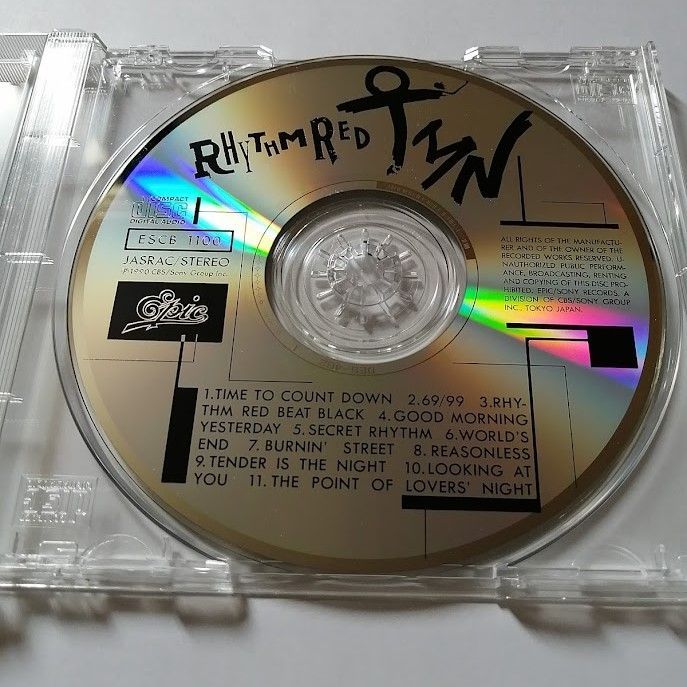 RHYTHM RED TMN
COMPACT
DISC
DIGITAL AUDIO
ESCB 1100
JASRAC/STEREO
℗1990 CBS/Sony Group Inc.
Epic
ALL RIGHTS OF THE MANUFACTU-
RER AND OF THE OWNER OF THE
RECORDED WORKS RESERVED. U-
NAUTHORIZED PUBLIC PERFORM-
ANCE, BROADCASTING, RENTING
AND COPYING OF THIS DISC PRO-
HIBITED. EPIC/SONY RECORDS. A
DIVISION OF CBS/SONY GROUP
INC., TOKYO JAPAN.
1.TIME TO COUNT DOWN 2.69/99 3.RHY-
THM RED BEAT BLACK 4.GOOD MORNING
YESTERDAY 5.SECRET RHYTHM 6.WORLD'S
END 7.BURNIN' STREET 8.REASONLESS
9.TENDER IS THE NIGHT 10.LOOKING AT
YOU 11.THE POINT OF LOVERS' NIGHT